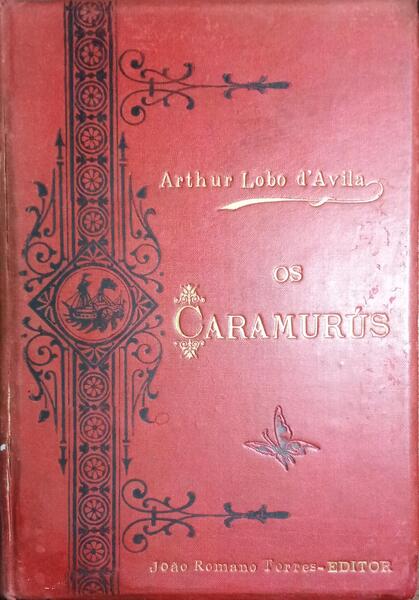 Arthur Lobo d'Avila
OS
CARAMURÚS
João Romano Torres-EDITOR